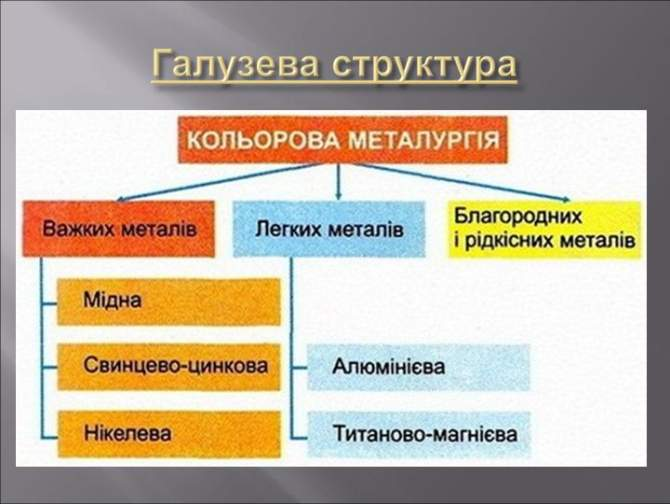 Галузева структура
КОЛЬОРОВА МЕТАЛУРГІЯ
Важких металів
Легких металів
Благородних
і рідкісних металів
Мідна
Свинцево-цинкова
Алюмінієва
Нікелева
Титаново-магнієва